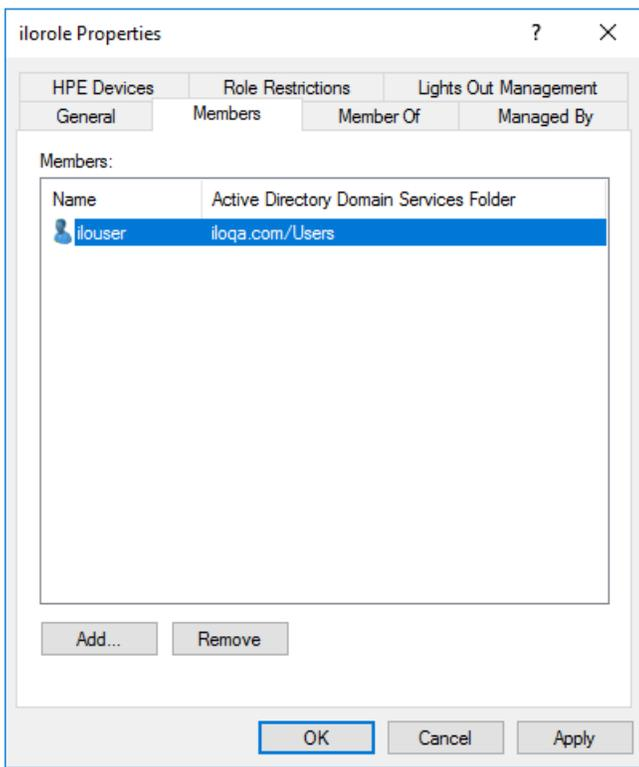 ilorole Properties
?
HPE Devices Role Restrictions Lights Out Management
General Members Member Of Managed By
Members:
Name Active Directory Domain Services Folder
ilouser iloqa.com/Users
Add... Remove
OK Cancel Apply